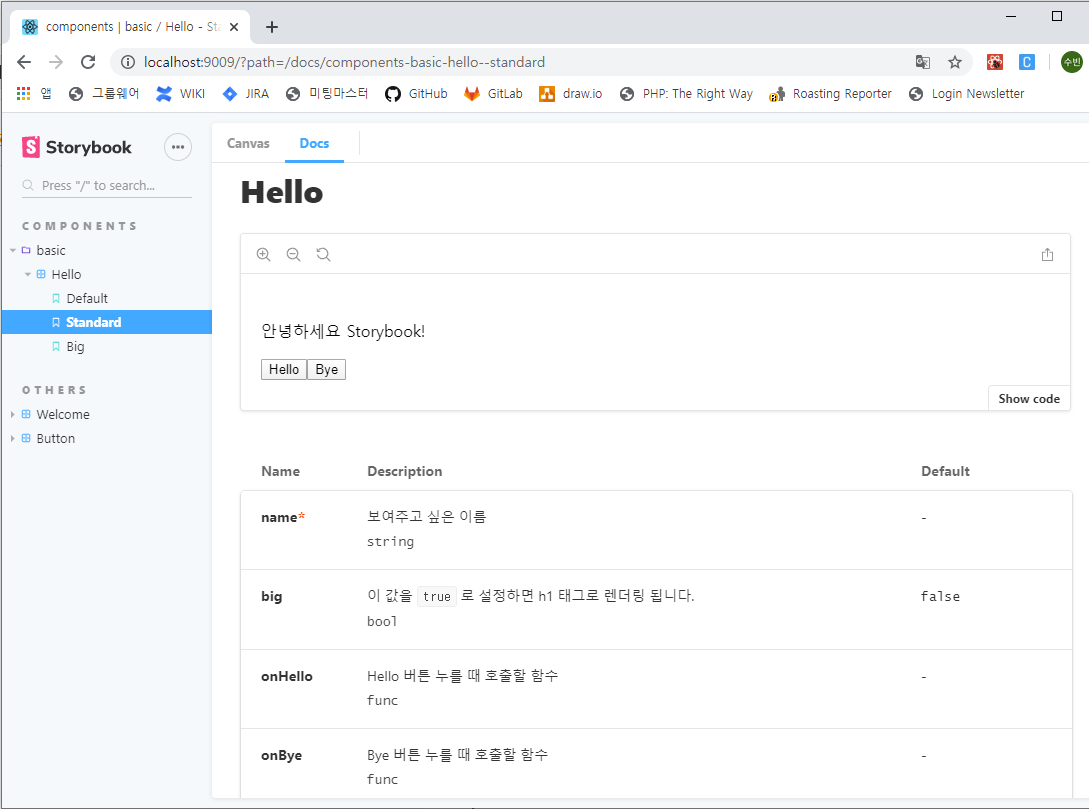 components | basic / Hello - Sta
localhost:9009/?path=/docs/components-basic-hello--standard
수빈
앱 그룹웨어 WIKI JIRA 미팅마스터 GitHub GitLab draw.io PHP: The Right Way Roasting Reporter Login Newsletter
Storybook
Canvas Docs
Press "/" to search...
COMPONENTS
basic
Hello
Default
Standard
Big
OTHERS
Welcome
Button
Hello
안녕하세요 Storybook!
Hello Bye
Show code
Name Description Default
name* 보여주고 싶은 이름 -
string
big 이 값을 true 로 설정하면 h1 태그로 렌더링 됩니다. false
bool
onHello Hello 버튼 누를 때 호출할 함수 -
func
onBye Bye 버튼 누를 때 호출할 함수 -
func